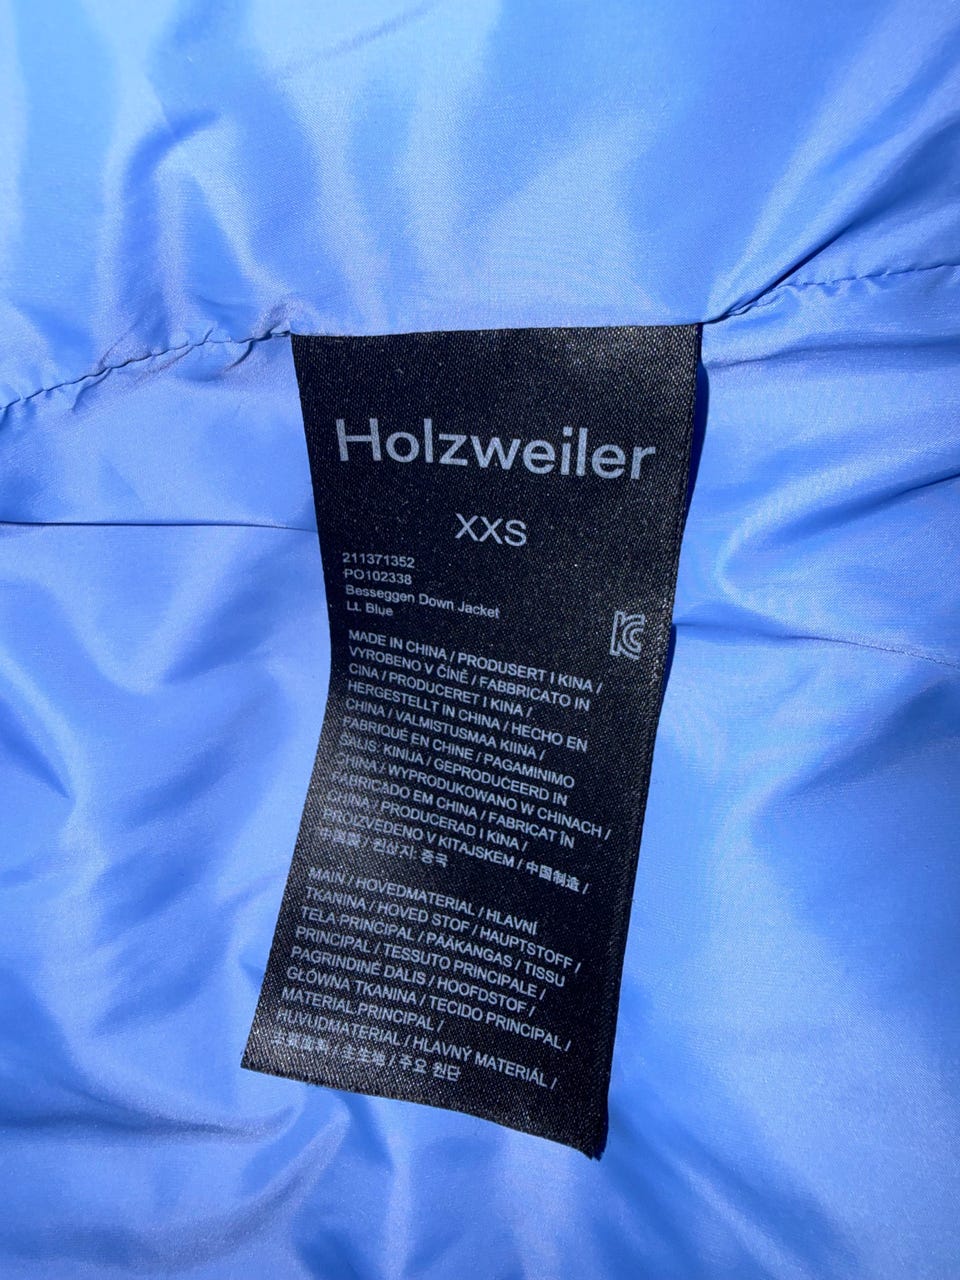 Holzweiler
XXS
211371352
PO102338
Besseggen Down Jacket
Lt. Blue
MADE IN CHINA / PRODUSERT I KINA /
VYROBENO V ČÍNĚ / FABBRICATO IN
CINA / PRODUCERET I KINA /
HERGESTELLT IN CHINA / HECHO EN
CHINA / VALMISTUSMAA KIINA /
FABRIQUÉ EN CHINE / PAGAMINIMO
ŠALIS: KINIJA / GEPRODUCEERD IN
CHINA / WYPRODUKOWANO W CHINACH /
FABRICADO EM CHINA / FABRICAT ÎN
CHINA / PRODUCERAD I KINA /
PROIZVEDENO V KITAJSKEM / 中国制造 /
中國製 / 원산지: 중국
MAIN / HOVEDMATERIAL / HLAVNÍ
TKANINA / HOVED STOF / HAUPTSTOFF /
TELA PRINCIPAL / PÄÄKANGAS / TISSU
PRINCIPAL / TESSUTO PRINCIPALE /
PAGRINDINĖ DALIS / HOOFDSTOF /
GŁÓWNA TKANINA / TECIDO PRINCIPAL /
MATERIAL PRINCIPAL /
HUVUDMATERIAL / HLAVNÝ MATERIÁL /
/ 주요 원단